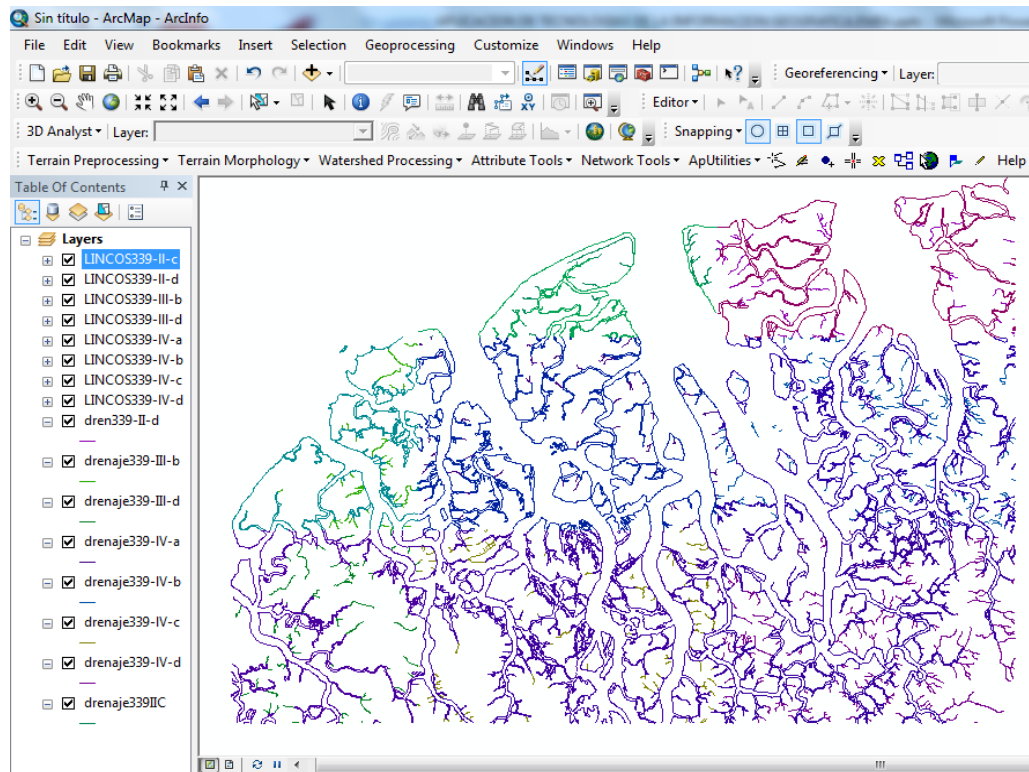 Sin título - ArcMap - ArcInfo
File Edit View Bookmarks Insert Selection Geoprocessing Customize Windows Help
Georeferencing Layer:
Editor
3D Analyst Layer: Snapping
Terrain Preprocessing Terrain Morphology Watershed Processing Attribute Tools Network Tools ApUtilities Help
Table Of Contents
Layers
LINCOS339-II-c
LINCOS339-II-d
LINCOS339-III-b
LINCOS339-III-d
LINCOS339-IV-a
LINCOS339-IV-b
LINCOS339-IV-c
LINCOS339-IV-d
dren339-II-d
drenaje339-III-b
drenaje339-III-d
drenaje339-IV-a
drenaje339-IV-b
drenaje339-IV-c
drenaje339-IV-d
drenaje339IIC